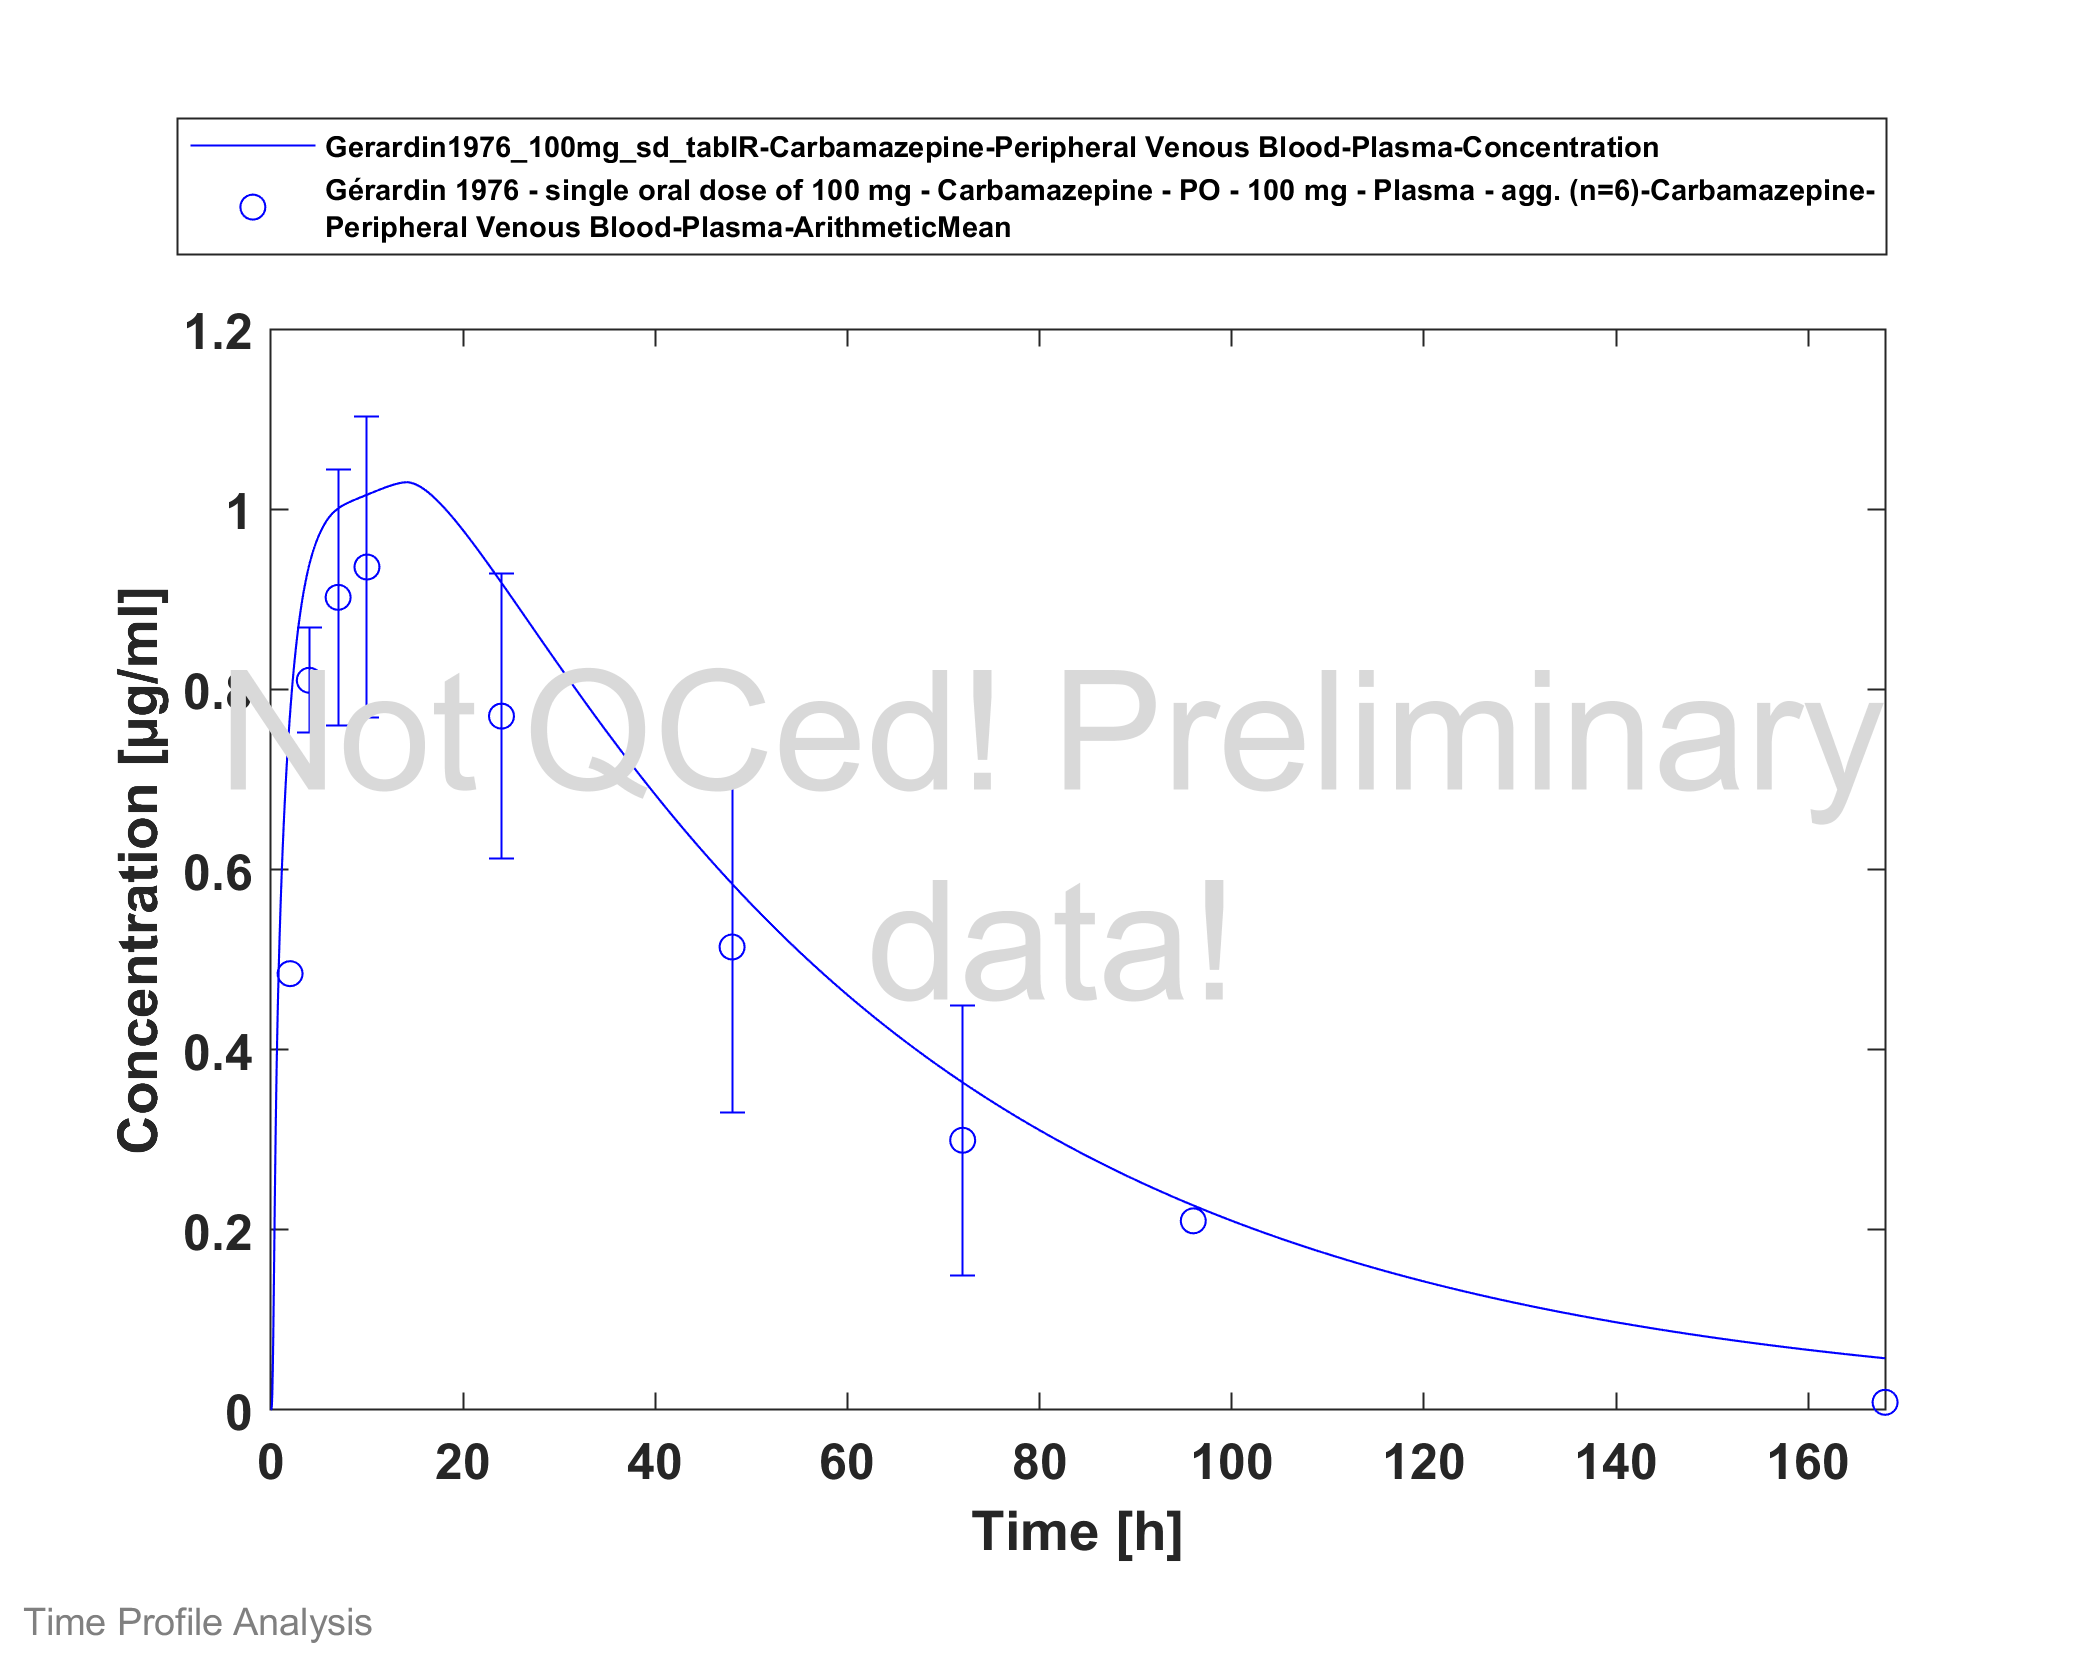 Gerardin1976_100mg_sd_tabIR-Carbamazepine-Peripheral Venous Blood-Plasma-Concentration
Gérardin 1976 - single oral dose of 100 mg - Carbamazepine - PO - 100 mg - Plasma - agg. (n=6)-Carbamazepine-
Peripheral Venous Blood-Plasma-ArithmeticMean
1.2
1
0.8
0.6
0.4
0.2
0
Concentration [µg/ml]
Not QCed! Preliminary
data!
0 20 40 60 80 100 120 140 160
Time [h]
Time Profile Analysis